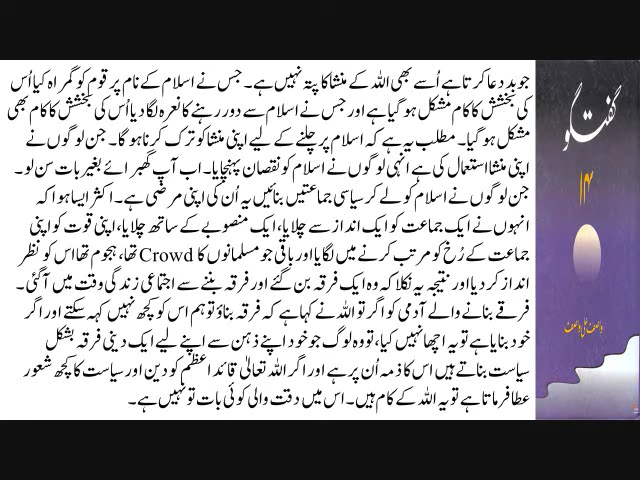 جو بد دعا کرتا ہے اُسے بھی اللہ کے منشا کا پتہ نہیں ہے۔ جس نے اسلام کے نام پر قوم کو گمراہ کیا اُس
کی بخشش کا کام مشکل ہو گیا ہے اور جس نے اسلام سے دور رہنے کا نعرہ لگا دیا اُس کی بخشش کا کام بھی
مشکل ہو گیا۔ مطلب یہ ہے کہ اسلام پر چلنے کے لیے اپنی منشا کو ترک کرنا ہو گا۔ جن لوگوں نے
اپنی منشا استعمال کی ہے انہی لوگوں نے اسلام کو نقصان پہنچایا۔ اب آپ گھبرائے بغیر بات سن لو۔
جن لوگوں نے اسلام کو لے کر سیاسی جماعتیں بنائیں یہ اُن کی اپنی مرضی ہے۔ اکثر ایسا ہوا کہ
انہوں نے ایک جماعت کو ایک انداز سے چلایا، ایک منصوبے کے ساتھ چلایا، اپنی قوت کو اپنی
جماعت کے رُخ کو مرتب کرنے میں لگایا اور باقی جو مسلمانوں کا Crowd تھا، ہجوم تھا اس کو نظر
انداز کر دیا اور نتیجہ یہ نکلا کہ وہ ایک فرقہ بن گئے اور فرقہ بننے سے اجتماعی زندگی وقت میں آ گئی۔
فرقے بنانے والے آدمی کو اگر تو اللہ نے کہا ہے کہ فرقہ بناؤ تو ہم اس کو کچھ نہیں کہہ سکتے اور اگر
خود بنایا ہے تو یہ اچھا نہیں کیا، تو وہ لوگ جو خود اپنے ذہن سے اپنے لیے ایک دینی فرقہ بشکل
سیاست بناتے ہیں اس کا ذمہ اُن پر ہے اور اگر اللہ تعالیٰ قائد اعظم کو دین اور سیاست کا کچھ شعور
عطا فرماتا ہے تو یہ اللہ کے کام ہیں۔ اس میں دقت والی کوئی بات تو نہیں ہے۔
گفتگو
۱۴
واصف علی واصف